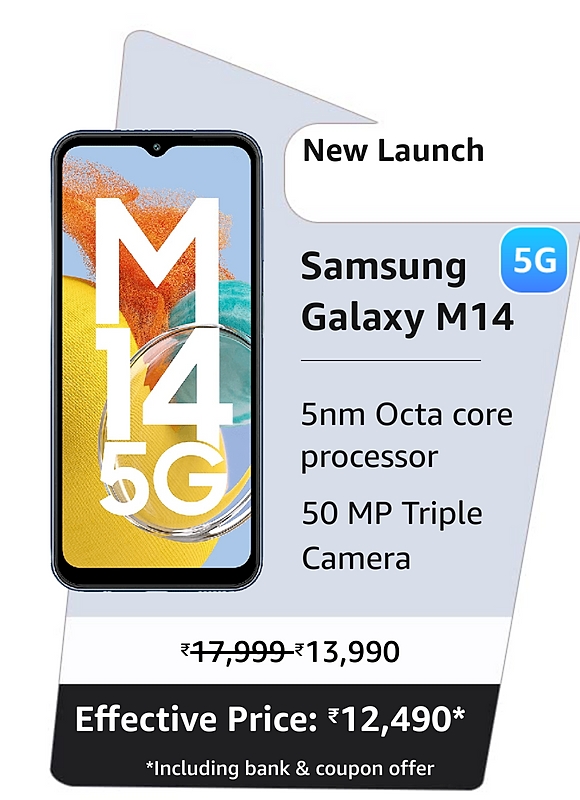 New Launch
Samsung
Galaxy M14
5G
5nm Octa core
processor
50 MP Triple
Camera
M
14
5G
₹17,999 ₹13,990
Effective Price: ₹12,490*
*Including bank & coupon offer